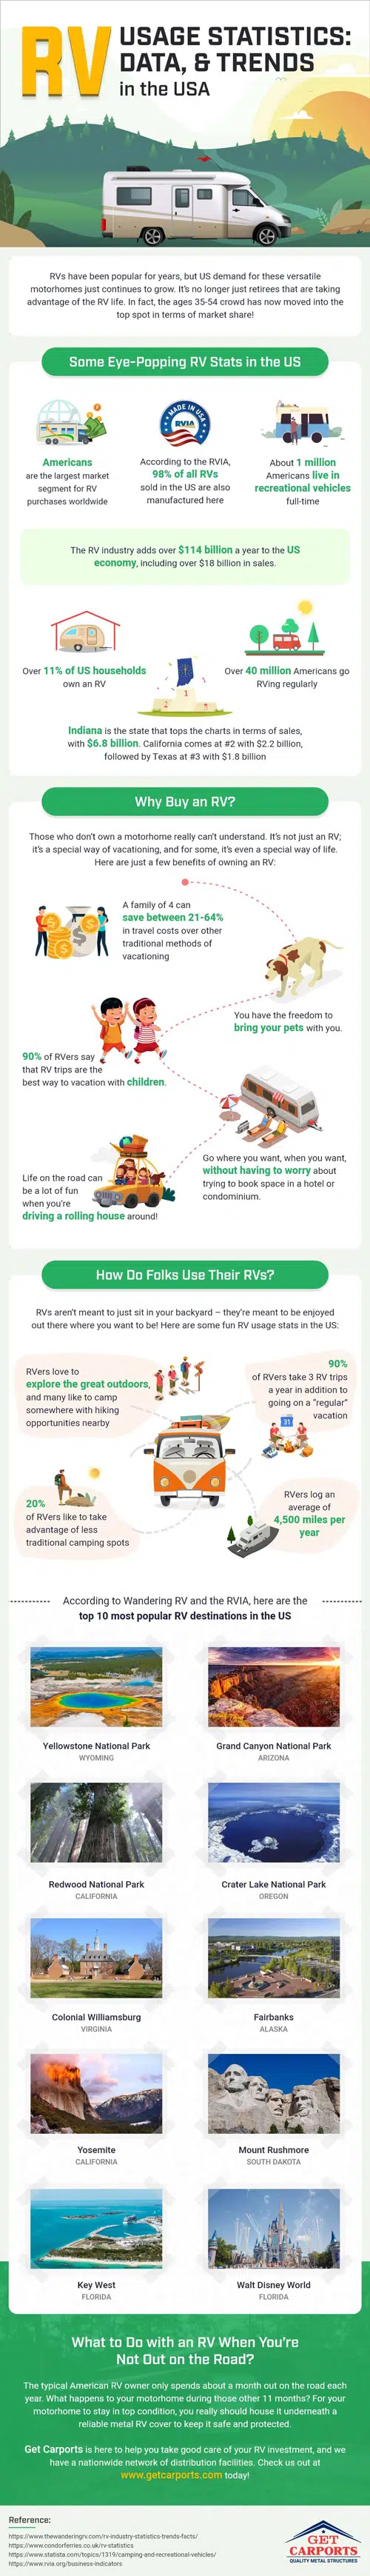 RV USAGE STATISTICS:
DATA, & TRENDS
in the USA
RVs have been popular for years, but US demand for these versatile
motorhomes just continues to grow. It's no longer just retirees that are taking
advantage of the RV life. In fact, the ages 35-54 crowd has now moved into the
top spot in terms of market share!
Some Eye-Popping RV Stats in the US
MADE IN USA
RVIA
Americans
are the largest market
segment for RV
purchases worldwide
According to the RVIA,
98% of all RVs
sold in the US are also
manufactured here
About 1 million
Americans live in
recreational vehicles
full-time
The RV industry adds over $114 billion a year to the US
economy, including over $18 billion in sales.
Over 11% of US households
own an RV
1
2
3
Over 40 million Americans go
RVing regularly
Indiana is the state that tops the charts in terms of sales,
with $6.8 billion. California comes at #2 with $2.2 billion,
followed by Texas at #3 with $1.8 billion
Why Buy an RV?
Those who don't own a motorhome really can't understand. It's not just an RV;
it's a special way of vacationing, and for some, it's even a special way of life.
Here are just a few benefits of owning an RV:
A family of 4 can
save between 21-64%
in travel costs over other
traditional methods of
vacationing
You have the freedom to
bring your pets with you.
90% of RVers say
that RV trips are the
best way to vacation with children.
Go where you want, when you want,
without having to worry about
trying to book space in a hotel or
condominium.
Life on the road can
be a lot of fun
when you're
driving a rolling house around!
How Do Folks Use Their RVs?
RVs aren't meant to just sit in your backyard – they're meant to be enjoyed
out there where you want to be! Here are some fun RV usage stats in the US:
RVers love to
explore the great outdoors,
and many like to camp
somewhere with hiking
opportunities nearby
90%
of RVers take 3 RV trips
a year in addition to
going on a "regular"
vacation
31
20%
of RVers like to take
advantage of less
traditional camping spots
RVers log an
average of
4,500 miles per
year
According to Wandering RV and the RVIA, here are the
top 10 most popular RV destinations in the US
Yellowstone National Park
WYOMING
Grand Canyon National Park
ARIZONA
Redwood National Park
CALIFORNIA
Crater Lake National Park
OREGON
Colonial Williamsburg
VIRGINIA
Fairbanks
ALASKA
Yosemite
CALIFORNIA
Mount Rushmore
SOUTH DAKOTA
Key West
FLORIDA
Walt Disney World
FLORIDA
What to Do with an RV When You're
Not Out on the Road?
The typical American RV owner only spends about a month out on the road each
year. What happens to your motorhome during those other 11 months? For your
motorhome to stay in top condition, you really should house it underneath a
reliable metal RV cover to keep it safe and protected.
Get Carports is here to help you take good care of your RV investment, and we
have a nationwide network of distribution facilities. Check us out at
www.getcarports.com today!
Reference:
https://www.thewanderingrv.com/rv-industry-statistics-trends-facts/
https://www.condorferries.co.uk/rv-statistics
https://www.statista.com/topics/1319/camping-and-recreational-vehicles/
https://www.rvia.org/business-indicators
GET
CARPORTS
QUALITY METAL STRUCTURES